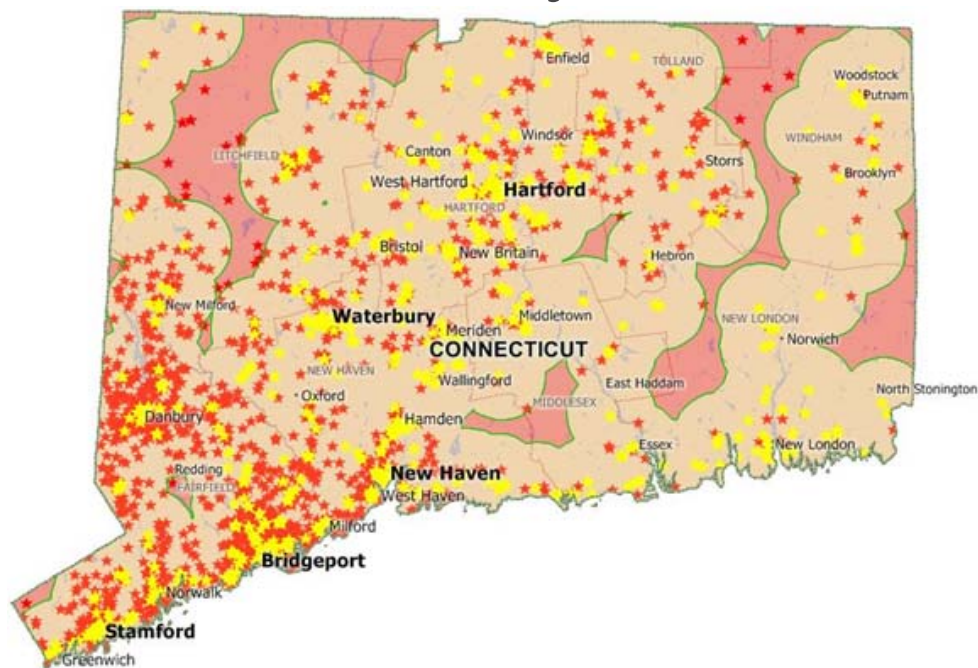 Enfield
TOLLAND
Woodstock
Putnam
Windsor
WINDHAM
Canton
LITCHFIELD
Storrs
Brooklyn
West Hartford
Hartford
HARTFORD
Bristol
New Britain
Hebron
New Milford
Waterbury
Middletown
NEW LONDON
Meriden
Norwich
CONNECTICUT
NEW HAVEN
Wallingford
East Haddam
North Stonington
Oxford
MIDDLESEX
Danbury
Hamden
Essex
New London
Redding
New Haven
FAIRFIELD
West Haven
Milford
Bridgeport
Norwalk
Stamford
Greenwich